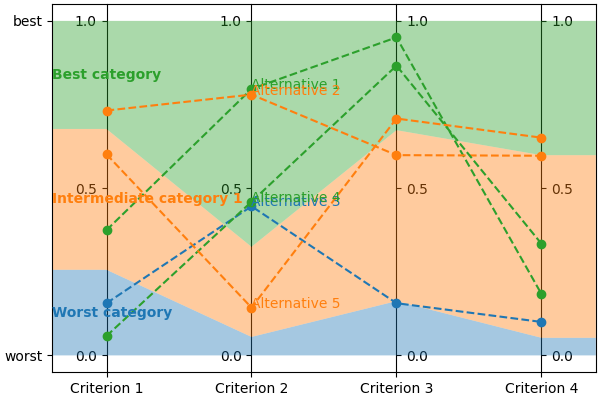 best 1.0 1.0 1.0 1.0
Best category
Alternative 1
Alternative 2
0.5 0.5 0.5 0.5
Intermediate category 1
Alternative 4
Alternative 3
Alternative 5
Worst category
worst 0.0 0.0 0.0 0.0
Criterion 1 Criterion 2 Criterion 3 Criterion 4